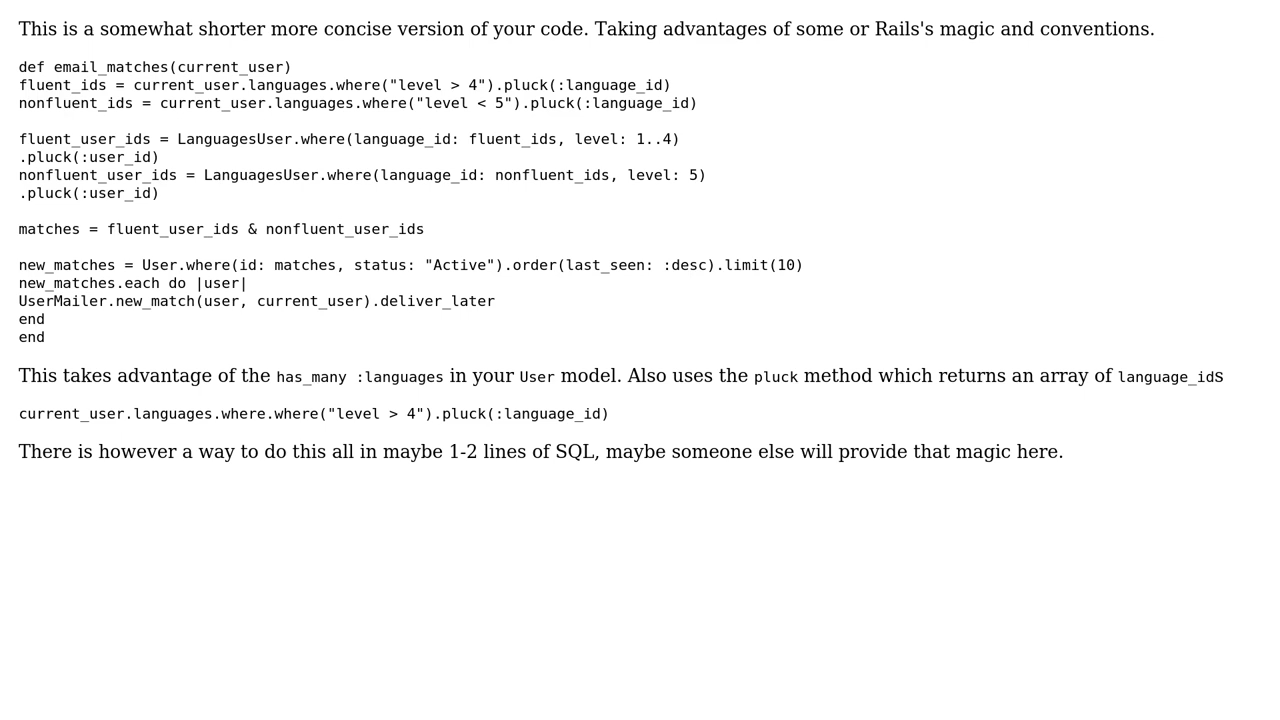 This is a somewhat shorter more concise version of your code. Taking advantages of some or Rails's magic and conventions.
def email_matches(current_user)
fluent_ids = current_user.languages.where("level > 4").pluck(:language_id)
nonfluent_ids = current_user.languages.where("level < 5").pluck(:language_id)
fluent_user_ids = LanguagesUser.where(language_id: fluent_ids, level: 1..4)
.pluck(:user_id)
nonfluent_user_ids = LanguagesUser.where(language_id: nonfluent_ids, level: 5)
.pluck(:user_id)
matches = fluent_user_ids & nonfluent_user_ids
new_matches = User.where(id: matches, status: "Active").order(last_seen: :desc).limit(10)
new_matches.each do |user|
UserMailer.new_match(user, current_user).deliver_later
end
end
This takes advantage of the has_many :languages in your User model. Also uses the pluck method which returns an array of language_ids
current_user.languages.where.where("level > 4").pluck(:language_id)
There is however a way to do this all in maybe 1-2 lines of SQL, maybe someone else will provide that magic here.